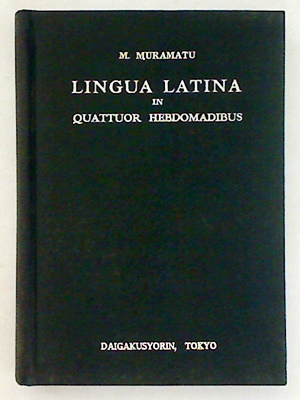 M. MURAMATU
LINGUA LATINA
IN
QUATTUOR HEBDOMADIBUS
DAIGAKUSYORIN, TOKYO